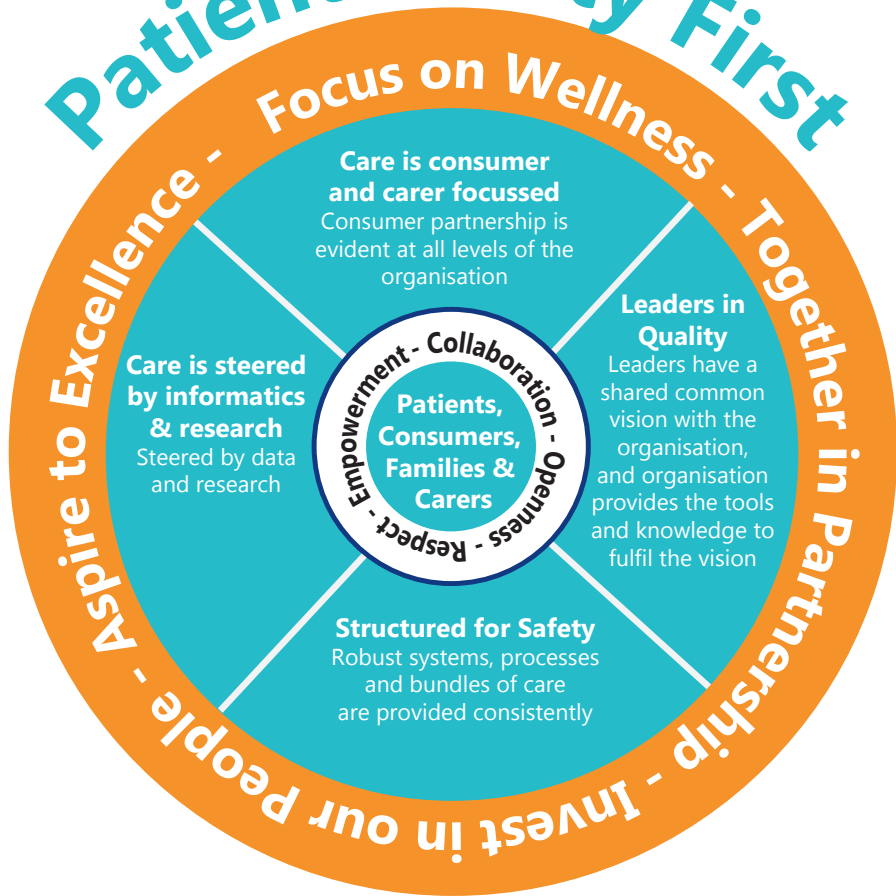 Patien
y First
Focus on Wellness - Together in Partnership - Invest in our People - Aspire to Excellence -
Care is consumer
and carer focussed
Consumer partnership is
evident at all levels of the
organisation
Leaders in
Quality
Leaders have a
shared common
vision with the
organisation,
and organisation
provides the tools
and knowledge to
fulfil the vision
Structured for Safety
Robust systems, processes
and bundles of care
are provided consistently
Care is steered
by informatics
& research
Steered by data
and research
Collaboration - Openness - Respect - Empowerment -
Patients,
Consumers,
Families &
Carers